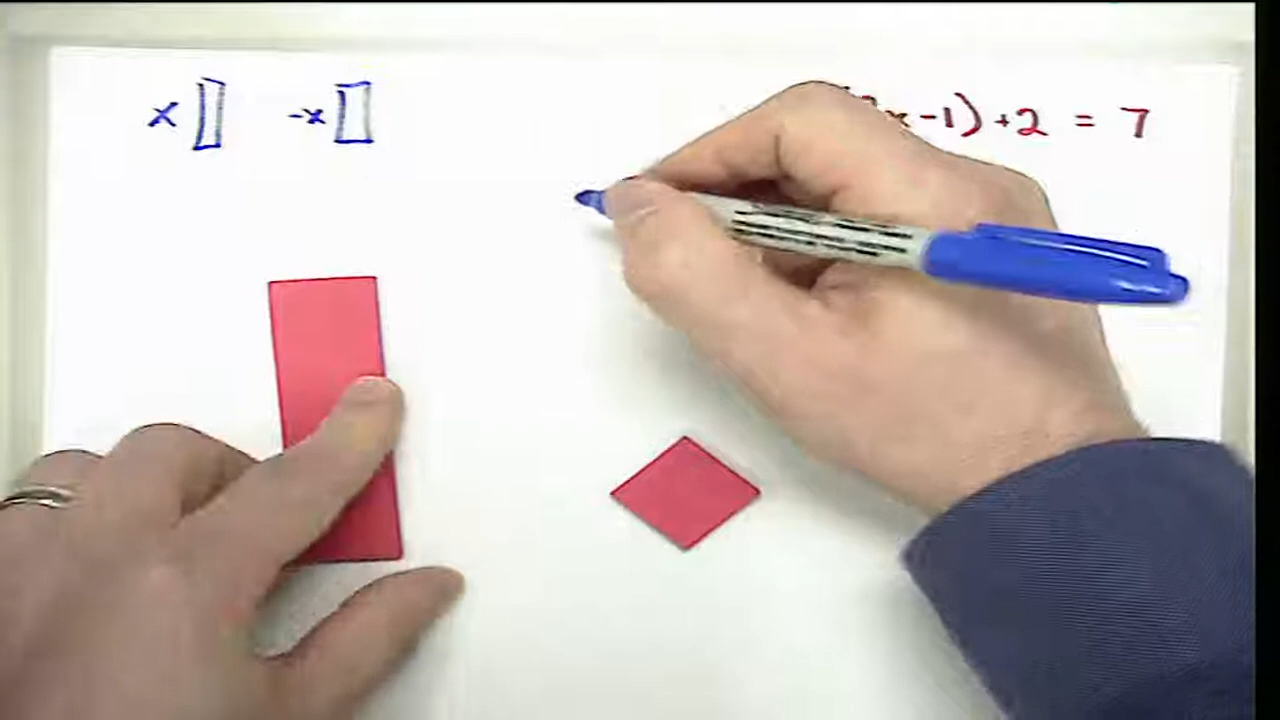 x -x
x-1) +2 = 7